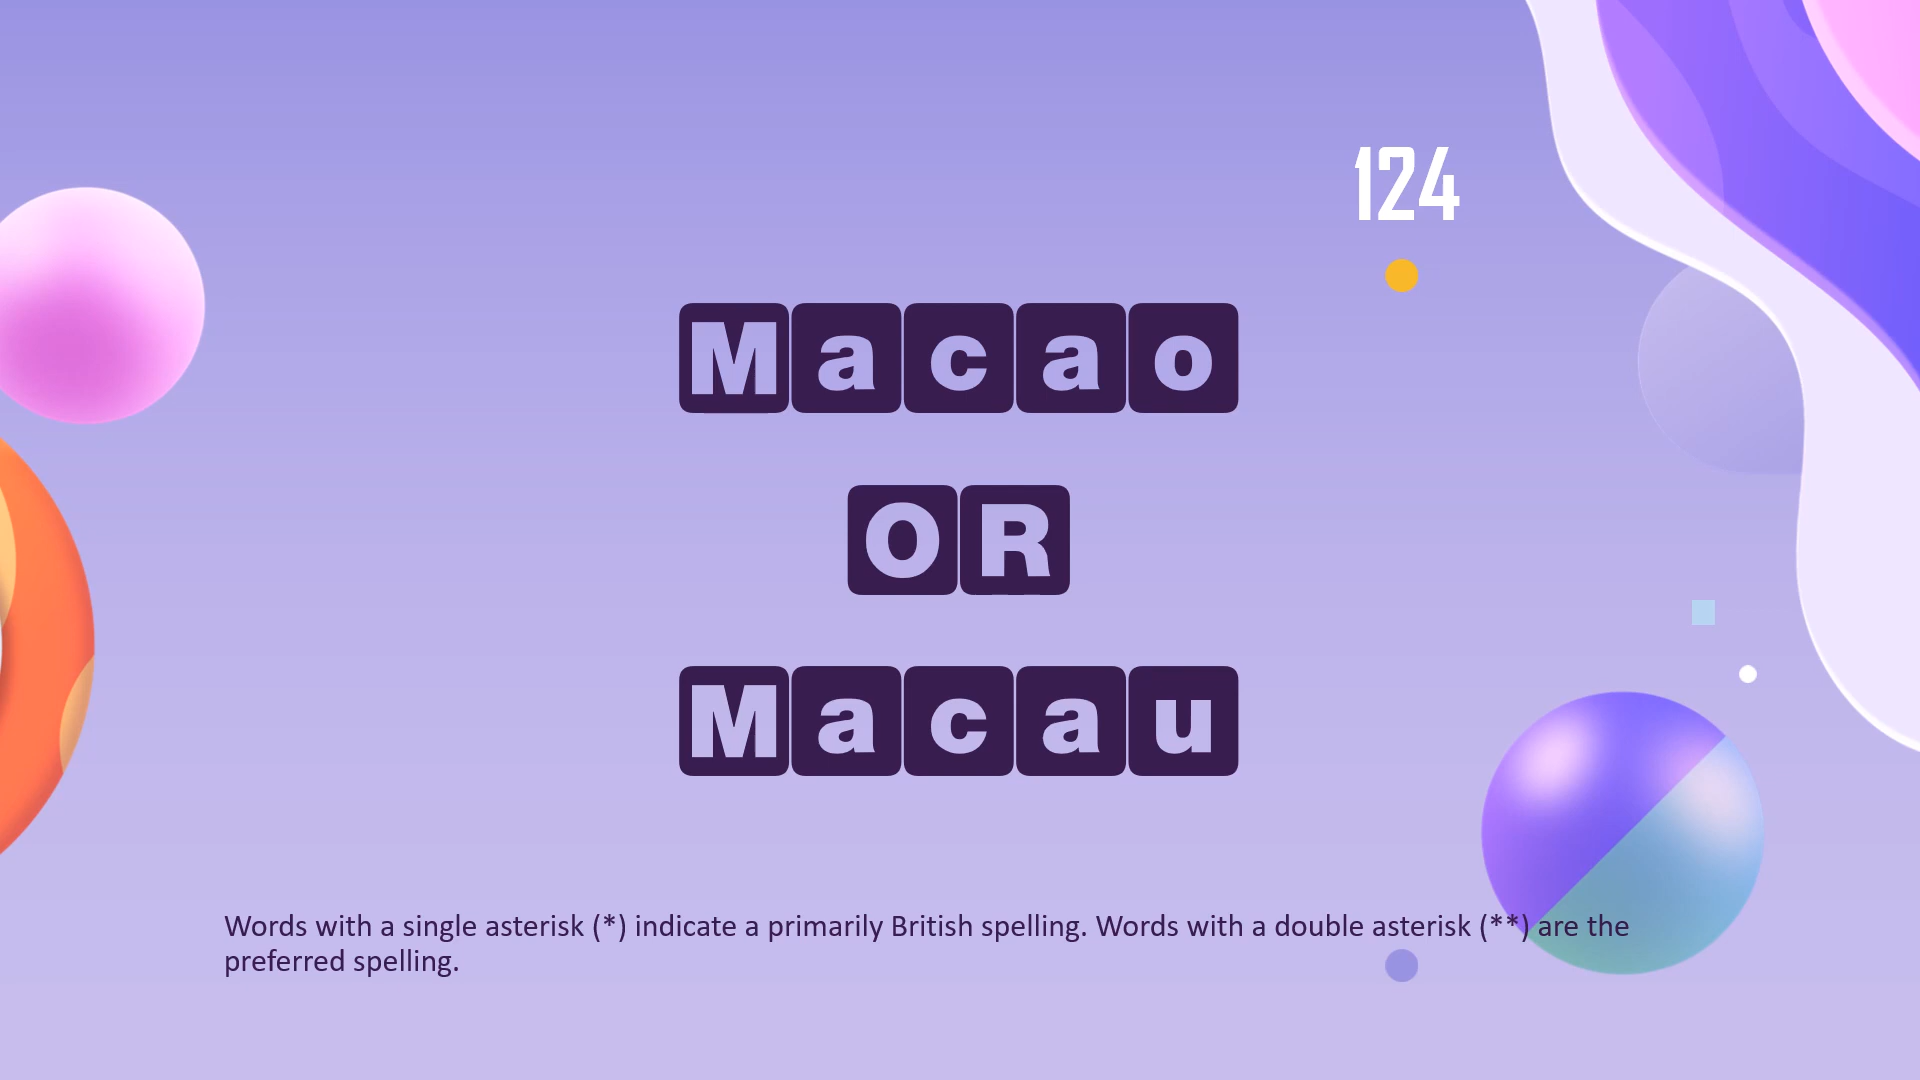 124
Macao
OR
Macau
Words with a single asterisk (*) indicate a primarily British spelling. Words with a double asterisk (**) are the
preferred spelling.